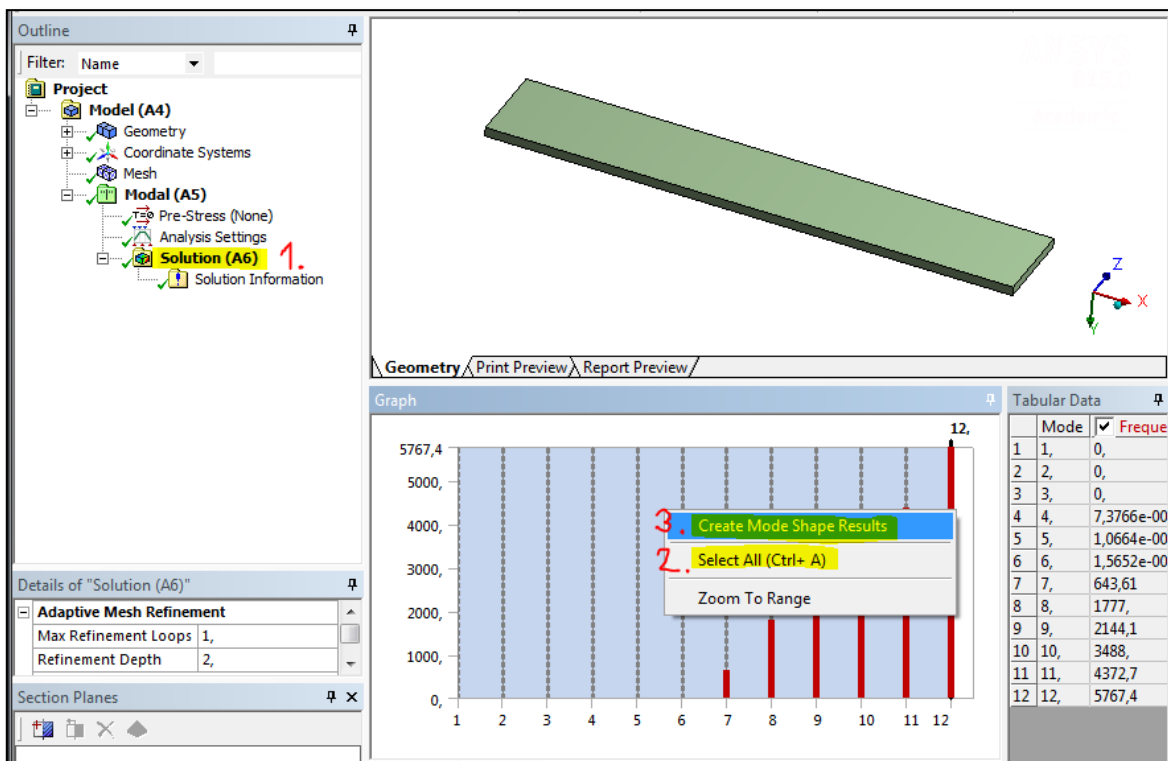 Outline
Filter: Name
Project
Model (A4)
Geometry
Coordinate Systems
Mesh
Modal (A5)
T=0 Pre-Stress (None)
Analysis Settings
Solution (A6) 1.
Solution Information
Z
X
Y
Geometry Print Preview Report Preview
Details of "Solution (A6)"
Adaptive Mesh Refinement
Max Refinement Loops 1,
Refinement Depth 2,
Section Planes
Graph
12,
5767,4
5000,
4000,
3000,
2000,
1000,
0,
1 2 3 4 5 6 7 8 9 10 11 12
3. Create Mode Shape Results
2. Select All (Ctrl+ A)
Zoom To Range
Tabular Data
Mode Freque
1 1, 0,
2 2, 0,
3 3, 0,
4 4, 7,3766e-00
5 5, 1,0664e-00
6 6, 1,5652e-00
7 7, 643,61
8 8, 1777,
9 9, 2144,1
10 10, 3488,
11 11, 4372,7
12 12, 5767,4